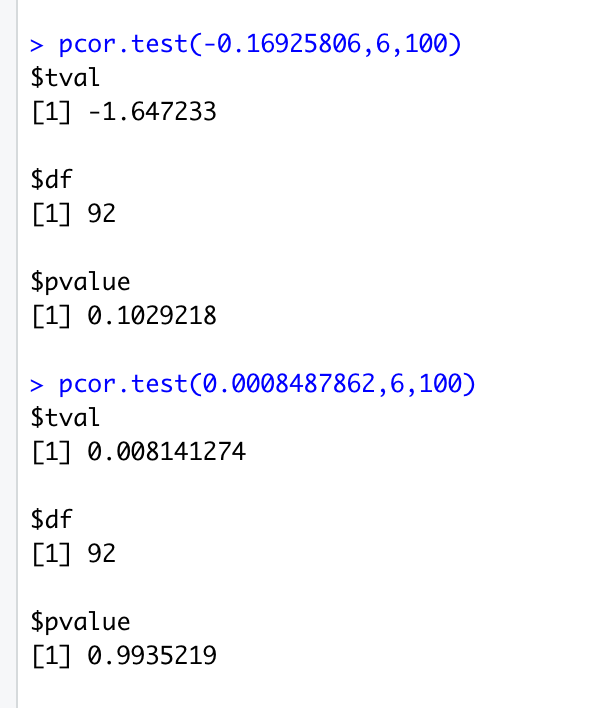 > pcor.test(-0.16925806,6,100)
$tval
[1] -1.647233
$df
[1] 92
$pvalue
[1] 0.1029218
> pcor.test(0.0008487862,6,100)
$tval
[1] 0.008141274
$df
[1] 92
$pvalue
[1] 0.9935219